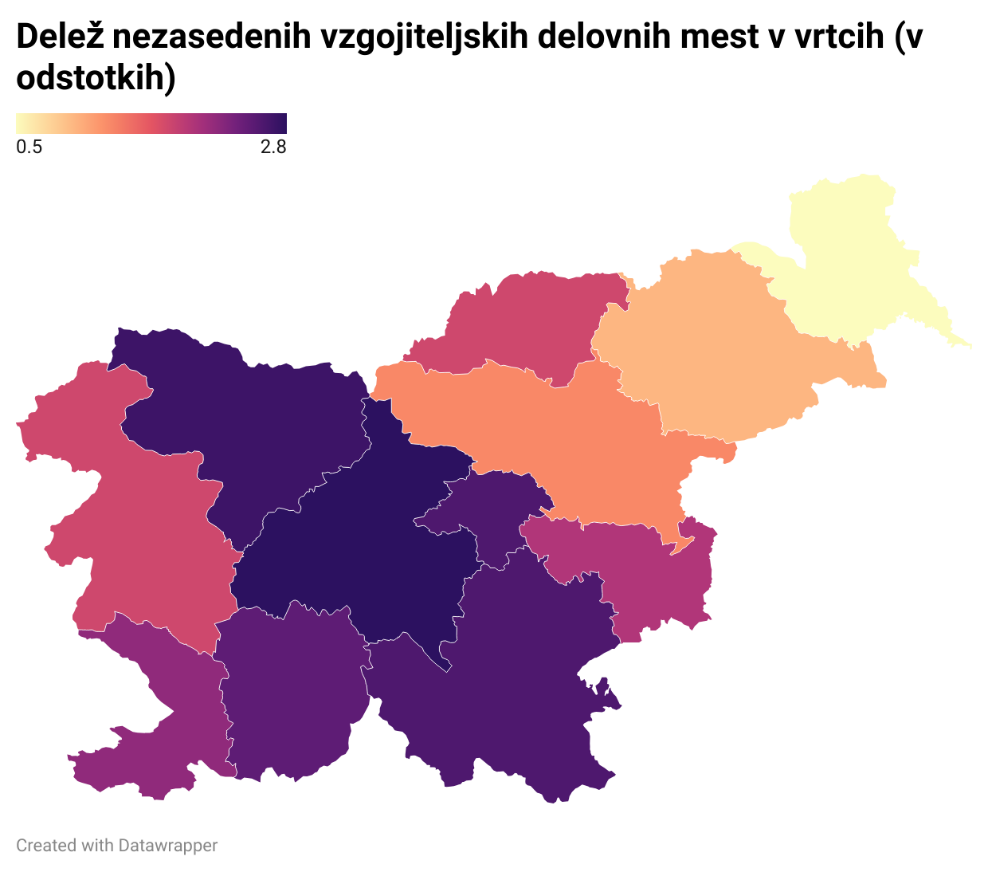 Delež nezasedenih vzgojiteljskih delovnih mest v vrtcih (v
odstotkih)
0.5 2.8
Created with Datawrapper